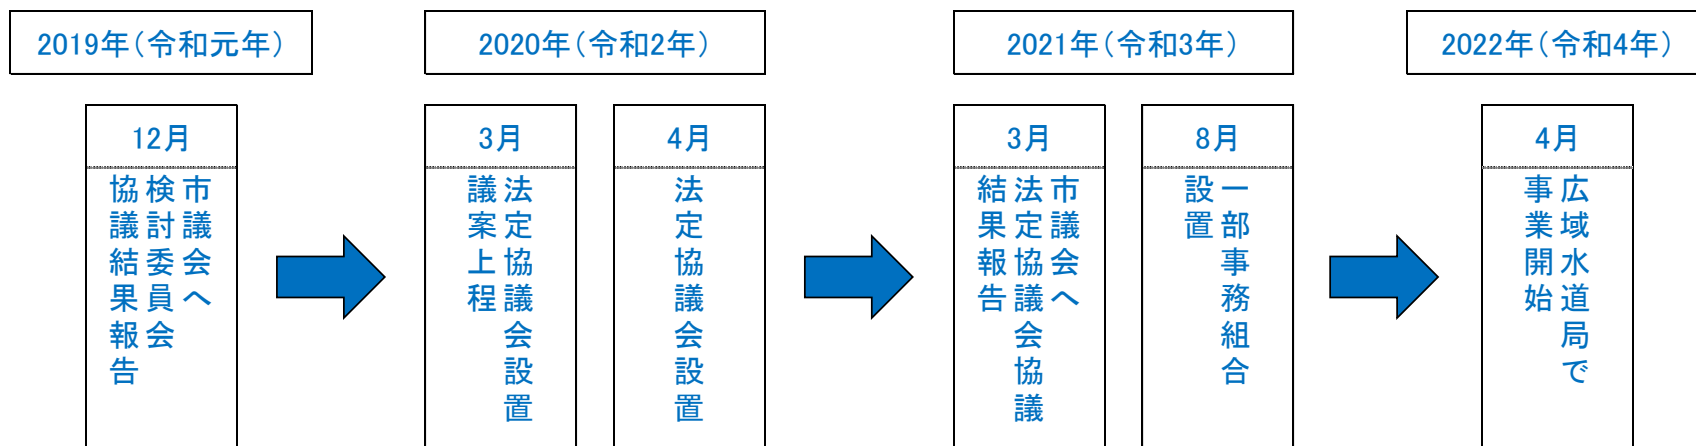 2019年（令和元年）
12月
市議会へ
検討委員会
協議結果報告
2020年（令和2年）
3月
法定協議会設置
議案上程
4月
法定協議会設置
2021年（令和3年）
3月
市議会へ
法定協議会協議
結果報告
8月
一部事務組合
設置
2022年（令和4年）
4月
広域水道局で
事業開始